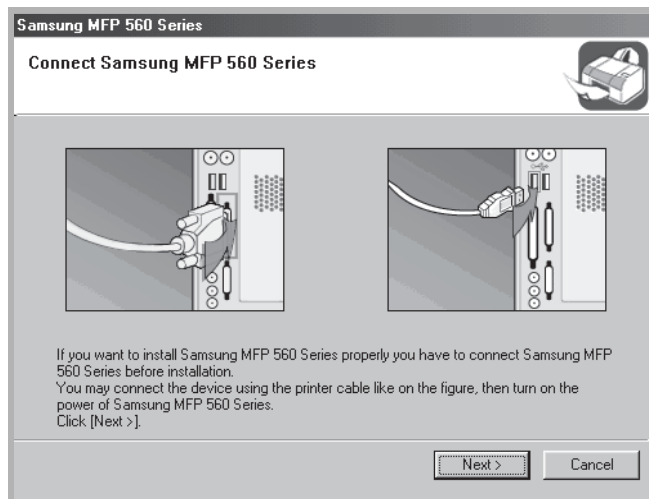 Samsung MFP 560 Series
Connect Samsung MFP 560 Series
If you want to install Samsung MFP 560 Series properly you have to connect Samsung MFP
560 Series before installation.
You may connect the device using the printer cable like on the figure, then turn on the
power of Samsung MFP 560 Series.
Click [Next >].
Next >
Cancel